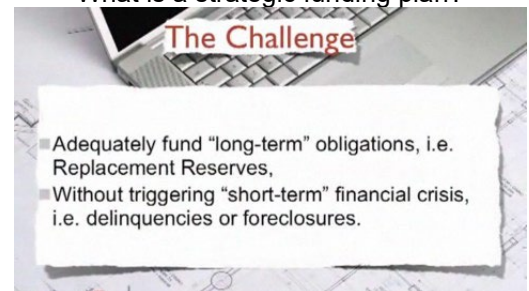 What is a strategic funding plan?
The Challenge
Adequately fund “long-term” obligations, i.e.
Replacement Reserves,
Without triggering “short-term” financial crisis,
i.e. delinquencies or foreclosures.